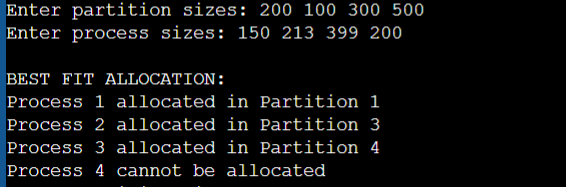 Enter partition sizes: 200 100 300 500
Enter process sizes: 150 213 399 200
BEST FIT ALLOCATION:
Process 1 allocated in Partition 1
Process 2 allocated in Partition 3
Process 3 allocated in Partition 4
Process 4 cannot be allocated